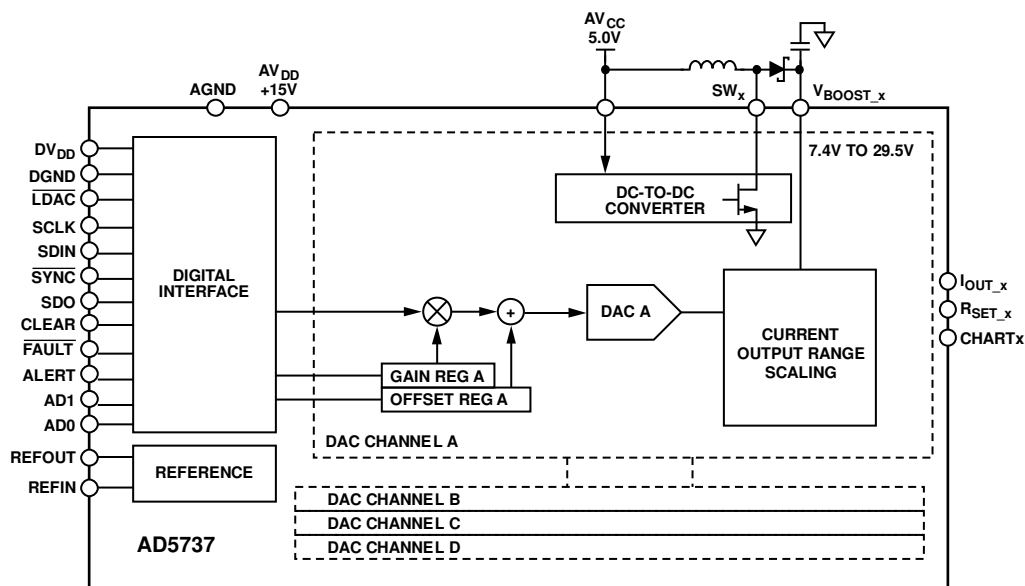 AVCC
5.0V
AVDD
+15V
AGND
SWx
VBOOST_x
7.4V TO 29.5V
DVDD
DGND
LDAC
SCLK
SDIN
SYNC
SDO
CLEAR
FAULT
ALERT
AD1
AD0
REFOUT
REFIN
DIGITAL
INTERFACE
REFERENCE
DC-TO-DC
CONVERTER
+
DAC A
GAIN REG A
OFFSET REG A
CURRENT
OUTPUT RANGE
SCALING
IOUT_x
RSET_x
CHARTx
DAC CHANNEL A
DAC CHANNEL B
DAC CHANNEL C
DAC CHANNEL D
AD5737